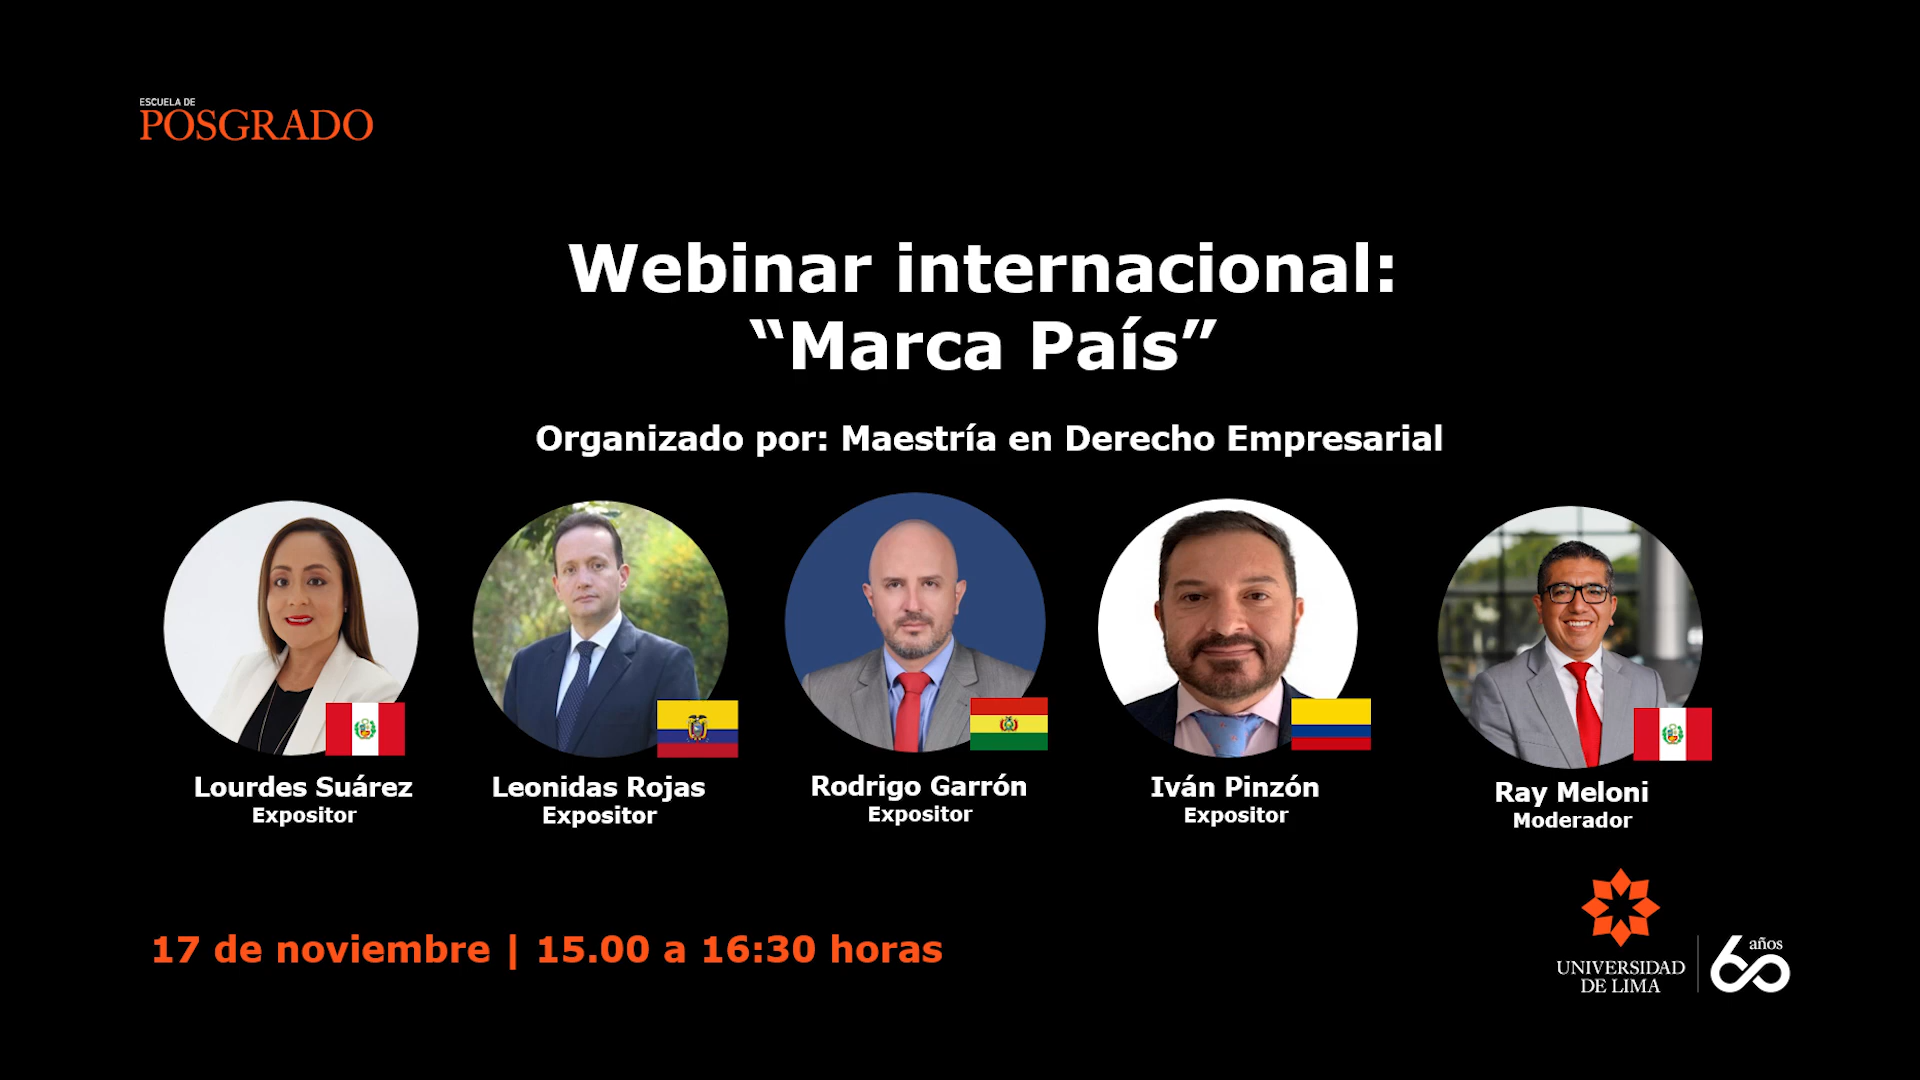 ESCUELA DE
POSGRADO
Webinar internacional:
“Marca País”
Organizado por: Maestría en Derecho Empresarial
Lourdes Suárez
Expositor
Leonidas Rojas
Expositor
Rodrigo Garrón
Expositor
Iván Pinzón
Expositor
Ray Meloni
Moderador
17 de noviembre | 15.00 a 16:30 horas
UNIVERSIDAD
DE LIMA
60 años